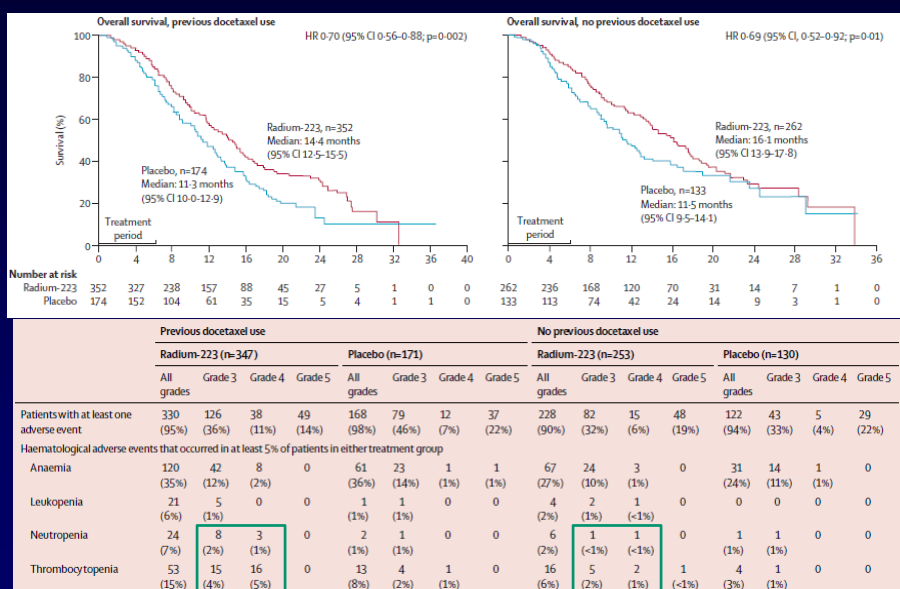 Overall survival, previous docetaxel use
HR 0·70 (95% CI 0·56–0·88; p=0·002)
Survival (%)
100
80
60
40
20
0
Radium-223, n=352
Median: 14·4 months
(95% CI 12·5–15·5)
Placebo, n=174
Median: 11·3 months
(95% CI 10·0–12·9)
Treatment
period
0 4 8 12 16 20 24 28 32 36 40
Overall survival, no previous docetaxel use
HR 0·69 (95% CI, 0·52–0·92; p=0·01)
Radium-223, n=262
Median: 16·1 months
(95% CI 13·9–17·8)
Placebo, n=133
Median: 11·5 months
(95% CI 9·5–14·1)
Treatment
period
0 4 8 12 16 20 24 28 32 36
Number at risk
Radium-223 352 327 238 157 88 45 27 5 1 0 0 262 236 168 120 70 31 14 7 1 0
Placebo 174 152 104 61 35 15 5 4 1 1 0 133 113 74 42 24 14 9 3 1 0
Previous docetaxel use No previous docetaxel use
Radium-223 (n=347) Placebo (n=171) Radium-223 (n=253) Placebo (n=130)
All Grade 3 Grade 4 Grade 5 All Grade 3 Grade 4 Grade 5 All Grade 3 Grade 4 Grade 5 All Grade 3 Grade 4 Grade 5
grades grades grades grades
Patients with at least one 330 126 38 49 168 79 12 37 228 82 15 48 122 43 5 29
adverse event (95%) (36%) (11%) (14%) (98%) (46%) (7%) (22%) (90%) (32%) (6%) (19%) (94%) (33%) (4%) (22%)
Haematological adverse events that occurred in at least 5% of patients in either treatment group
Anaemia 120 42 8 0 61 23 1 1 67 24 3 0 31 14 1 0
(35%) (12%) (2%) (36%) (14%) (1%) (1%) (27%) (10%) (1%) (24%) (11%) (1%)
Leukopenia 21 5 0 0 1 1 0 0 4 2 1 0 0 0 0 0
(6%) (1%) (1%) (1%) (2%) (1%) (<1%)
Neutropenia 24 8 3 0 2 1 0 0 6 1 1 0 1 1 0 0
(7%) (2%) (1%) (1%) (1%) (2%) (<1%) (<1%) (1%) (1%)
Thrombocytopenia 53 15 16 0 13 4 1 0 16 5 2 1 4 1 0 0
(15%) (4%) (5%) (8%) (2%) (1%) (6%) (2%) (1%) (<1%) (3%) (1%)